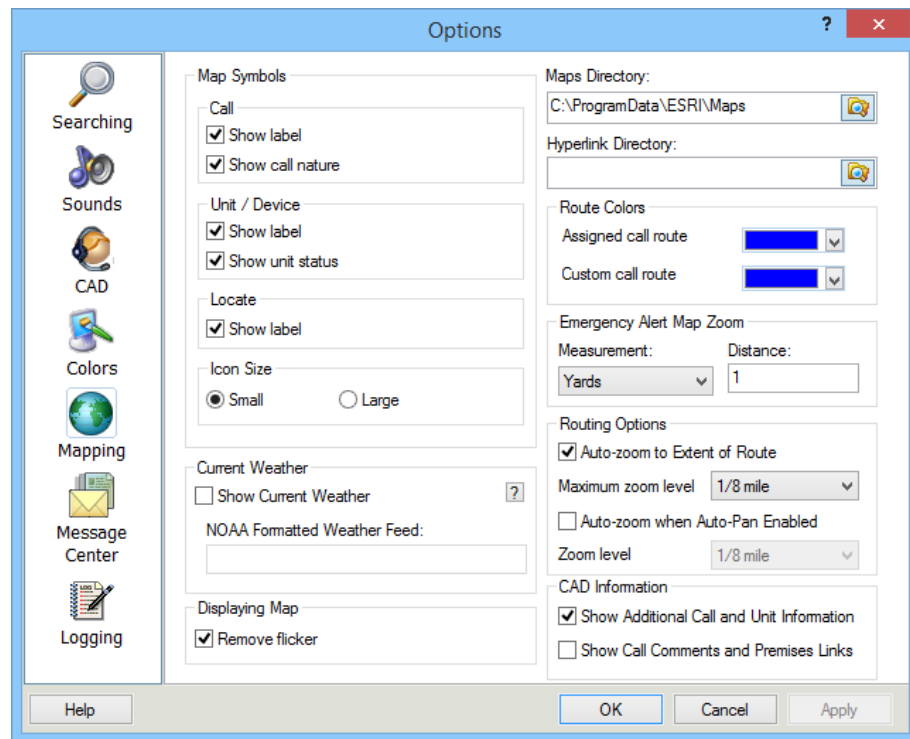 Options
?
Searching
Sounds
CAD
Colors
Mapping
Message
Center
Logging
Map Symbols
Call
Show label
Show call nature
Unit / Device
Show label
Show unit status
Locate
Show label
Icon Size
Small Large
Current Weather
Show Current Weather ?
NOAA Formatted Weather Feed:
Displaying Map
Remove flicker
Maps Directory:
C:\ProgramData\ESRI\Maps
Hyperlink Directory:
Route Colors
Assigned call route
Custom call route
Emergency Alert Map Zoom
Measurement: Distance:
Yards 1
Routing Options
Auto-zoom to Extent of Route
Maximum zoom level 1/8 mile
Auto-zoom when Auto-Pan Enabled
Zoom level 1/8 mile
CAD Information
Show Additional Call and Unit Information
Show Call Comments and Premises Links
Help OK Cancel Apply